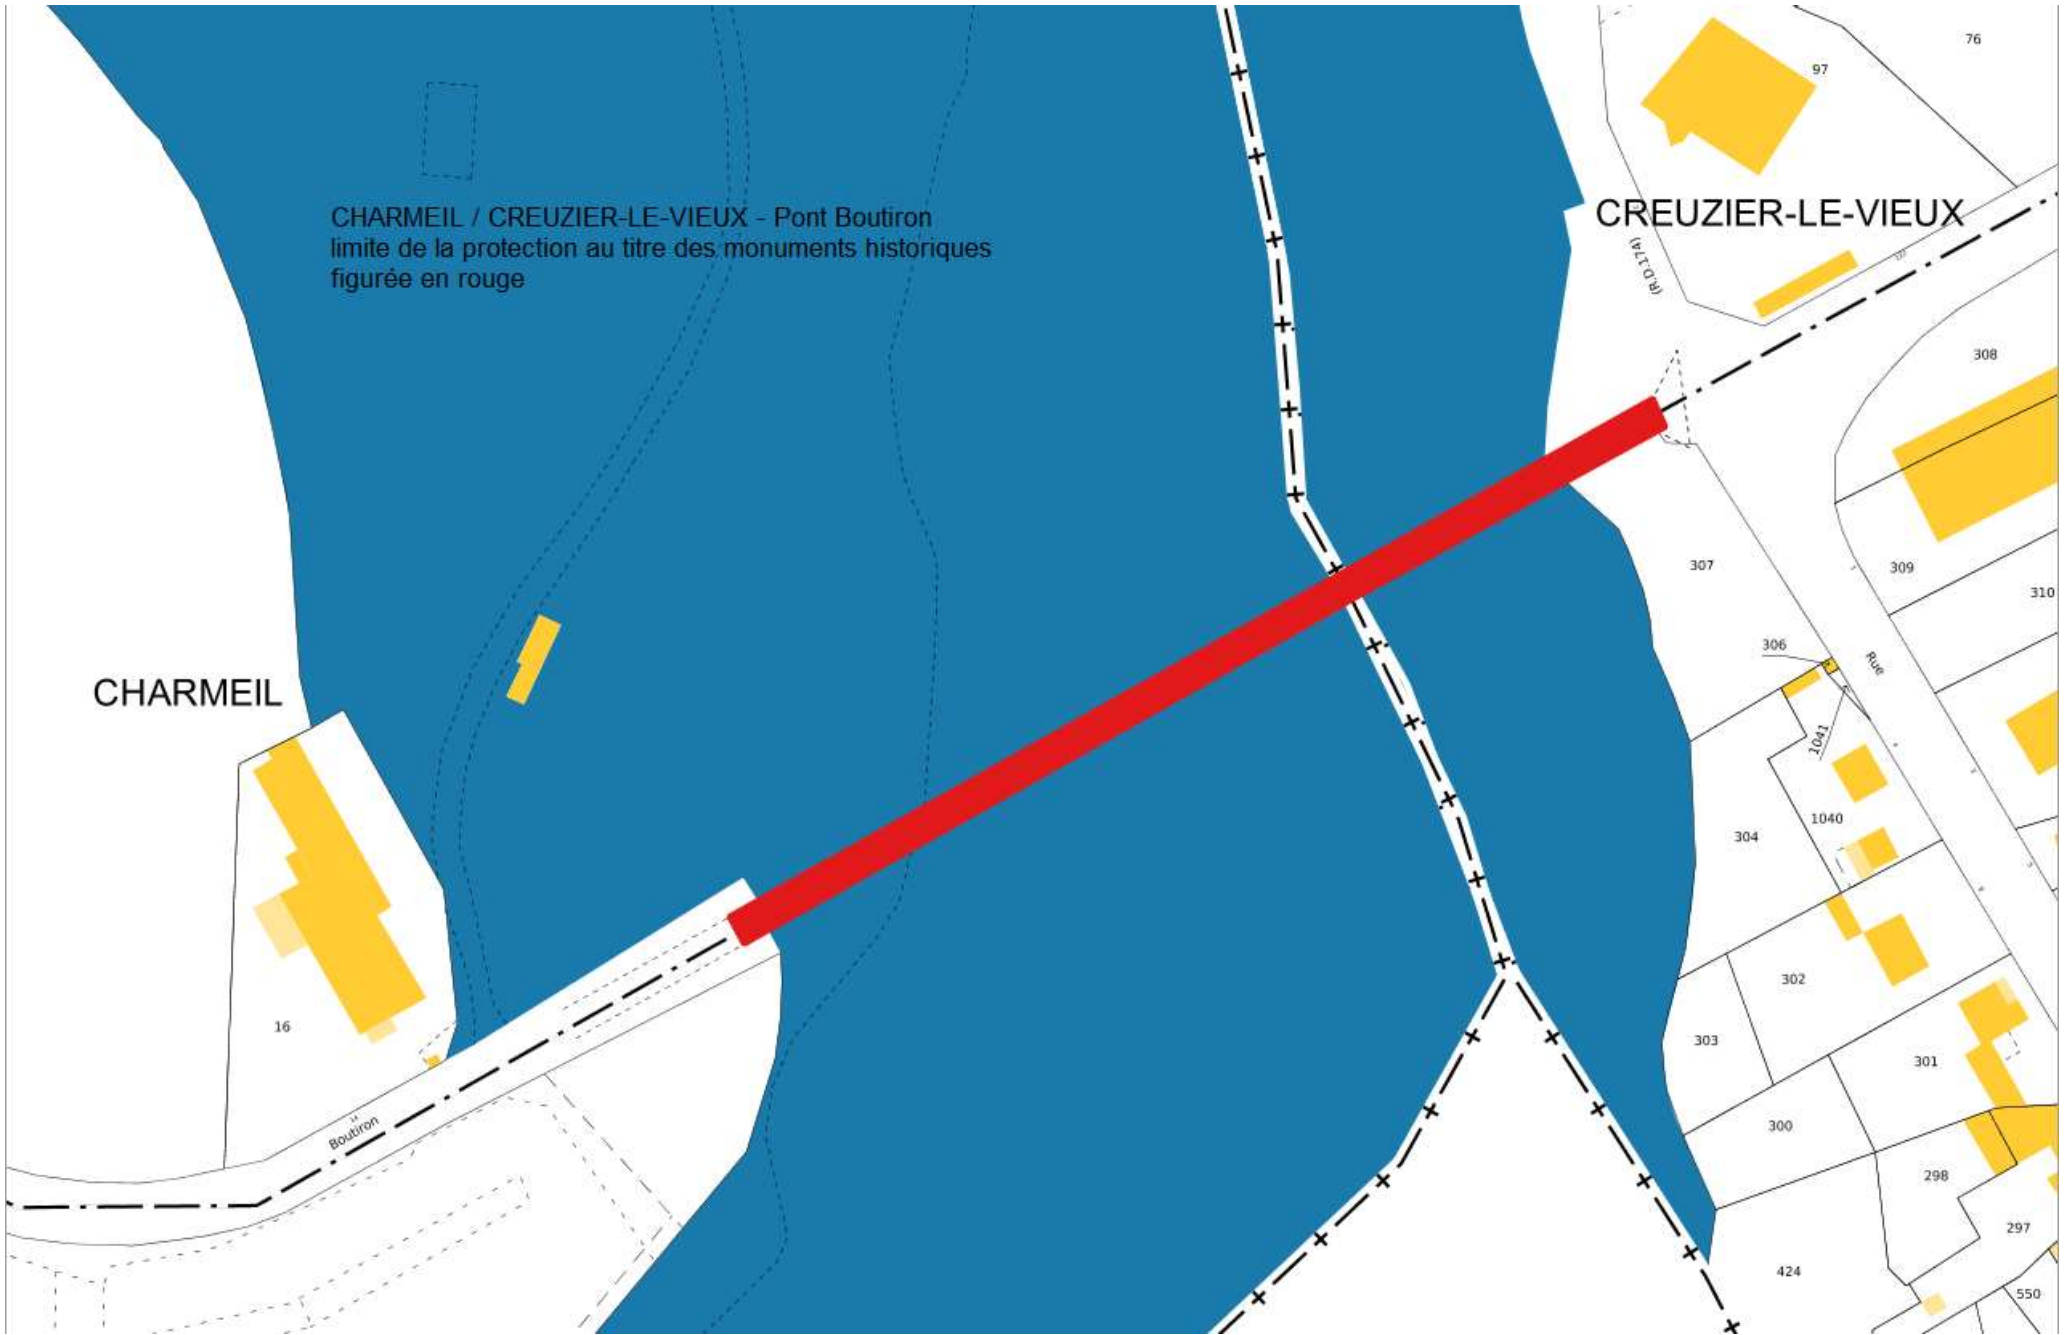 76
97
CHARMEIL / CREUZIER-LE-VIEUX - Pont Boutiron
limite de la protection au titre des monuments historiques
figurée en rouge
CREUZIER-LE-VIEUX
(R.D.174)
308
307
309
310
306
Rue
CHARMEIL
1041
1040
304
302
16
303
301
Boutiron
300
298
297
424
550